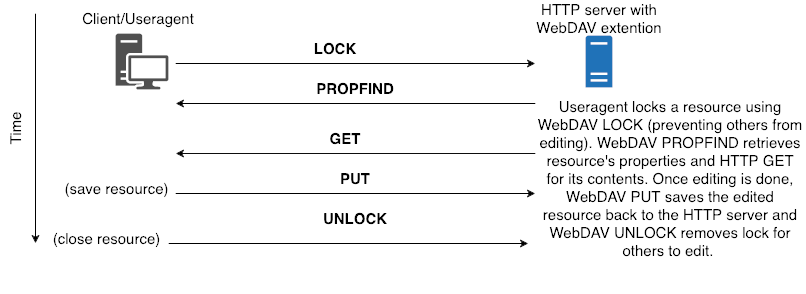 Client/Useragent
HTTP server with
WebDAV extention
LOCK
PROPFIND
GET
PUT
UNLOCK
Time
(save resource)
(close resource)
Useragent locks a resource using
WebDAV LOCK (preventing others from
editing). WebDAV PROPFIND retrieves
resource's properties and HTTP GET
for its contents. Once editing is done,
WebDAV PUT saves the edited
resource back to the HTTP server and
WebDAV UNLOCK removes lock for
others to edit.